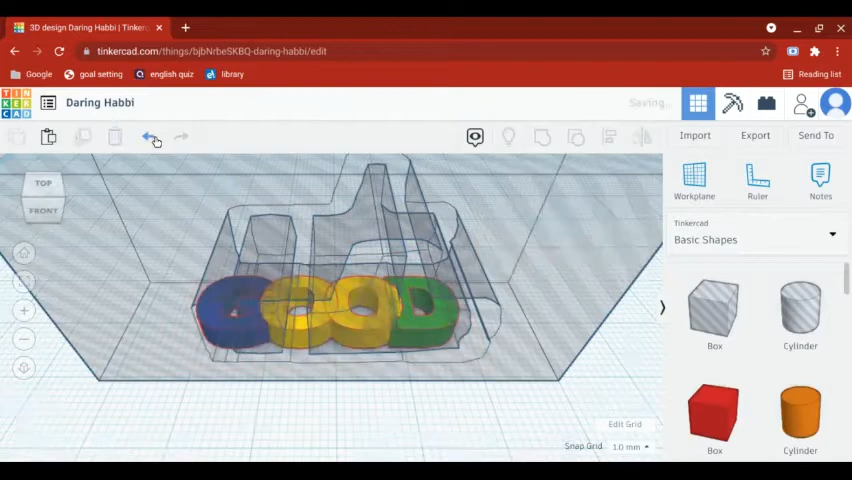 3D design Daring Habbi | Tinkerc
tinkercad.com/things/bjbNrbeSKBQ-daring-habbi/edit
Google goal setting english quiz library Reading list
TIN
KER
CAD
Daring Habbi
Saving...
Import Export Send To
TOP
FRONT
Workplane Ruler Notes
Tinkercad
Basic Shapes
GOOD
Box Cylinder
Box Cylinder
Edit Grid
Snap Grid 1.0 mm